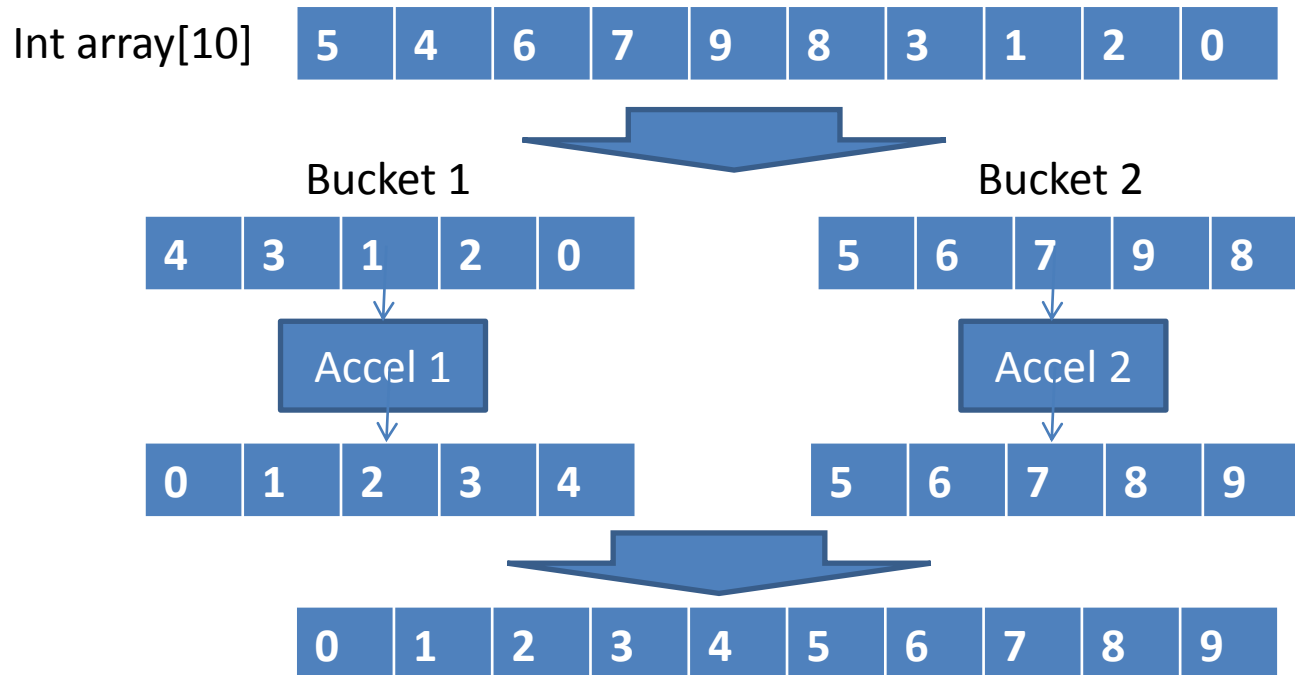 Int array[10] 5 4 6 7 9 8 3 1 2 0
Bucket 1 Bucket 2
4 3 1 2 0 5 6 7 9 8
Accel 1 Accel 2
0 1 2 3 4 5 6 7 8 9
0 1 2 3 4 5 6 7 8 9